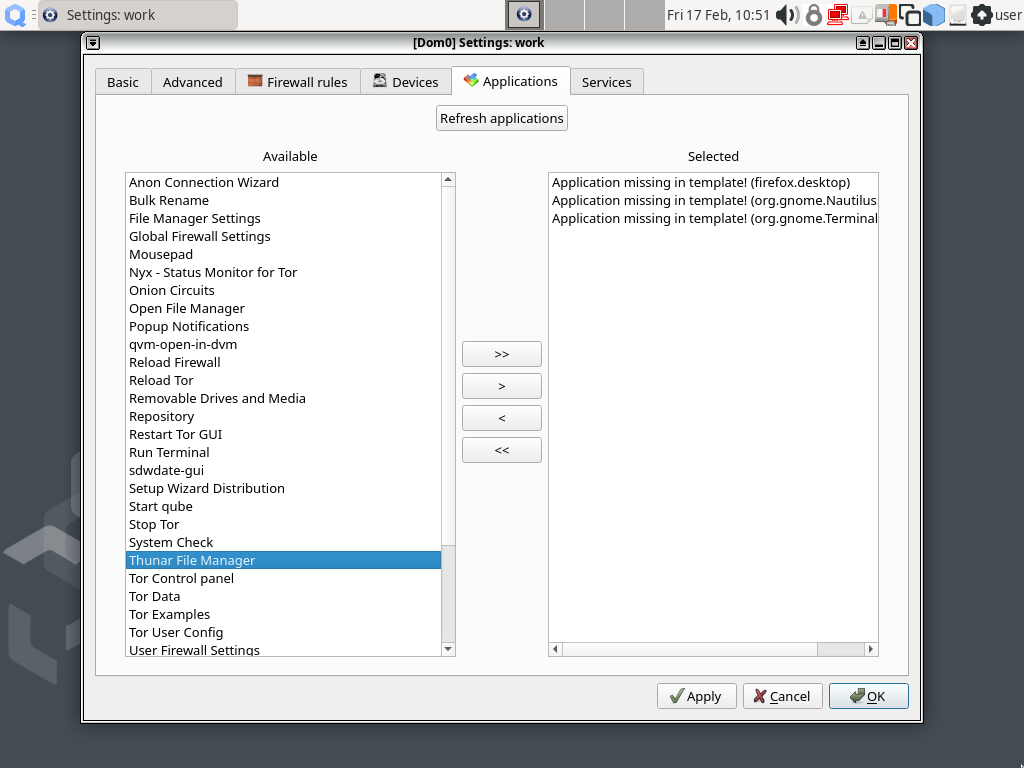 Settings: work
Fri 17 Feb, 10:51
user
[Dom0] Settings: work
Basic
Advanced
Firewall rules
Devices
Applications
Services
Refresh applications
Available
Selected
Anon Connection Wizard
Bulk Rename
File Manager Settings
Global Firewall Settings
Mousepad
Nyx - Status Monitor for Tor
Onion Circuits
Open File Manager
Popup Notifications
qvm-open-in-dvm
Reload Firewall
Reload Tor
Removable Drives and Media
Repository
Restart Tor GUI
Run Terminal
sdwdate-gui
Setup Wizard Distribution
Start qube
Stop Tor
System Check
Thunar File Manager
Tor Control panel
Tor Data
Tor Examples
Tor User Config
User Firewall Settings
>>
>
<
<<
Application missing in template! (firefox.desktop)
Application missing in template! (org.gnome.Nautilus
Application missing in template! (org.gnome.Terminal
Apply
Cancel
OK